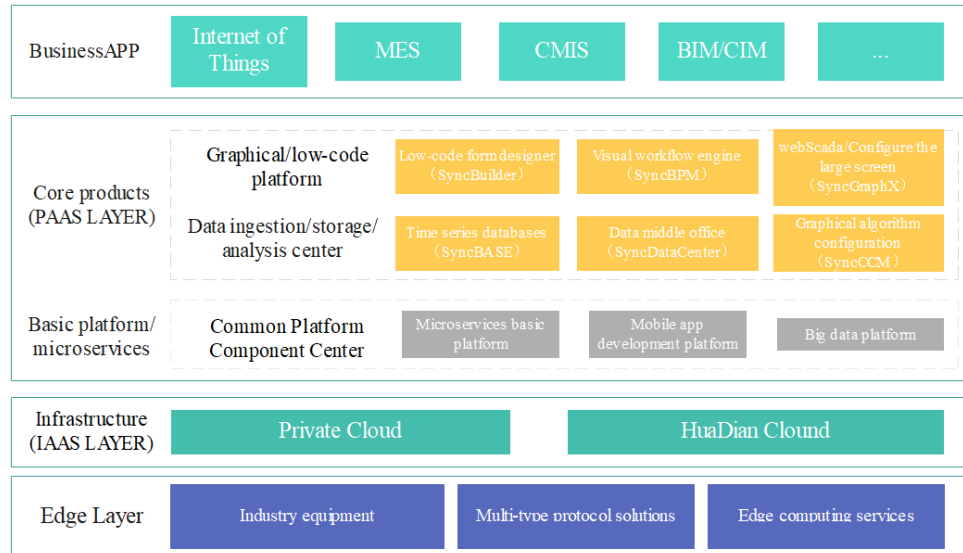 BusinessAPP
Internet of
Things
MES
CMIS
BIM/CIM
...
Core products
(PAAS LAYER)
Graphical/low-code
platform
Low-code form designer
（SyncBuilder）
Visual workflow engine
（SyncBPM）
webScada/Configure the
large screen
（SyncGraphX）
Data ingestion/storage/
analysis center
Time series databases
（SyncBASE）
Data middle office
（SyncDataCenter）
Graphical algorithm
configuration
（SyncCCM）
Basic platform/
microservices
Common Platform
Component Center
Microservices basic
platform
Mobile app
development platform
Big data platform
Infrastructure
(IAAS LAYER)
Private Cloud
HuaDian Clound
Edge Layer
Industry equipment
Multi-type protocol solutions
Edge computing services